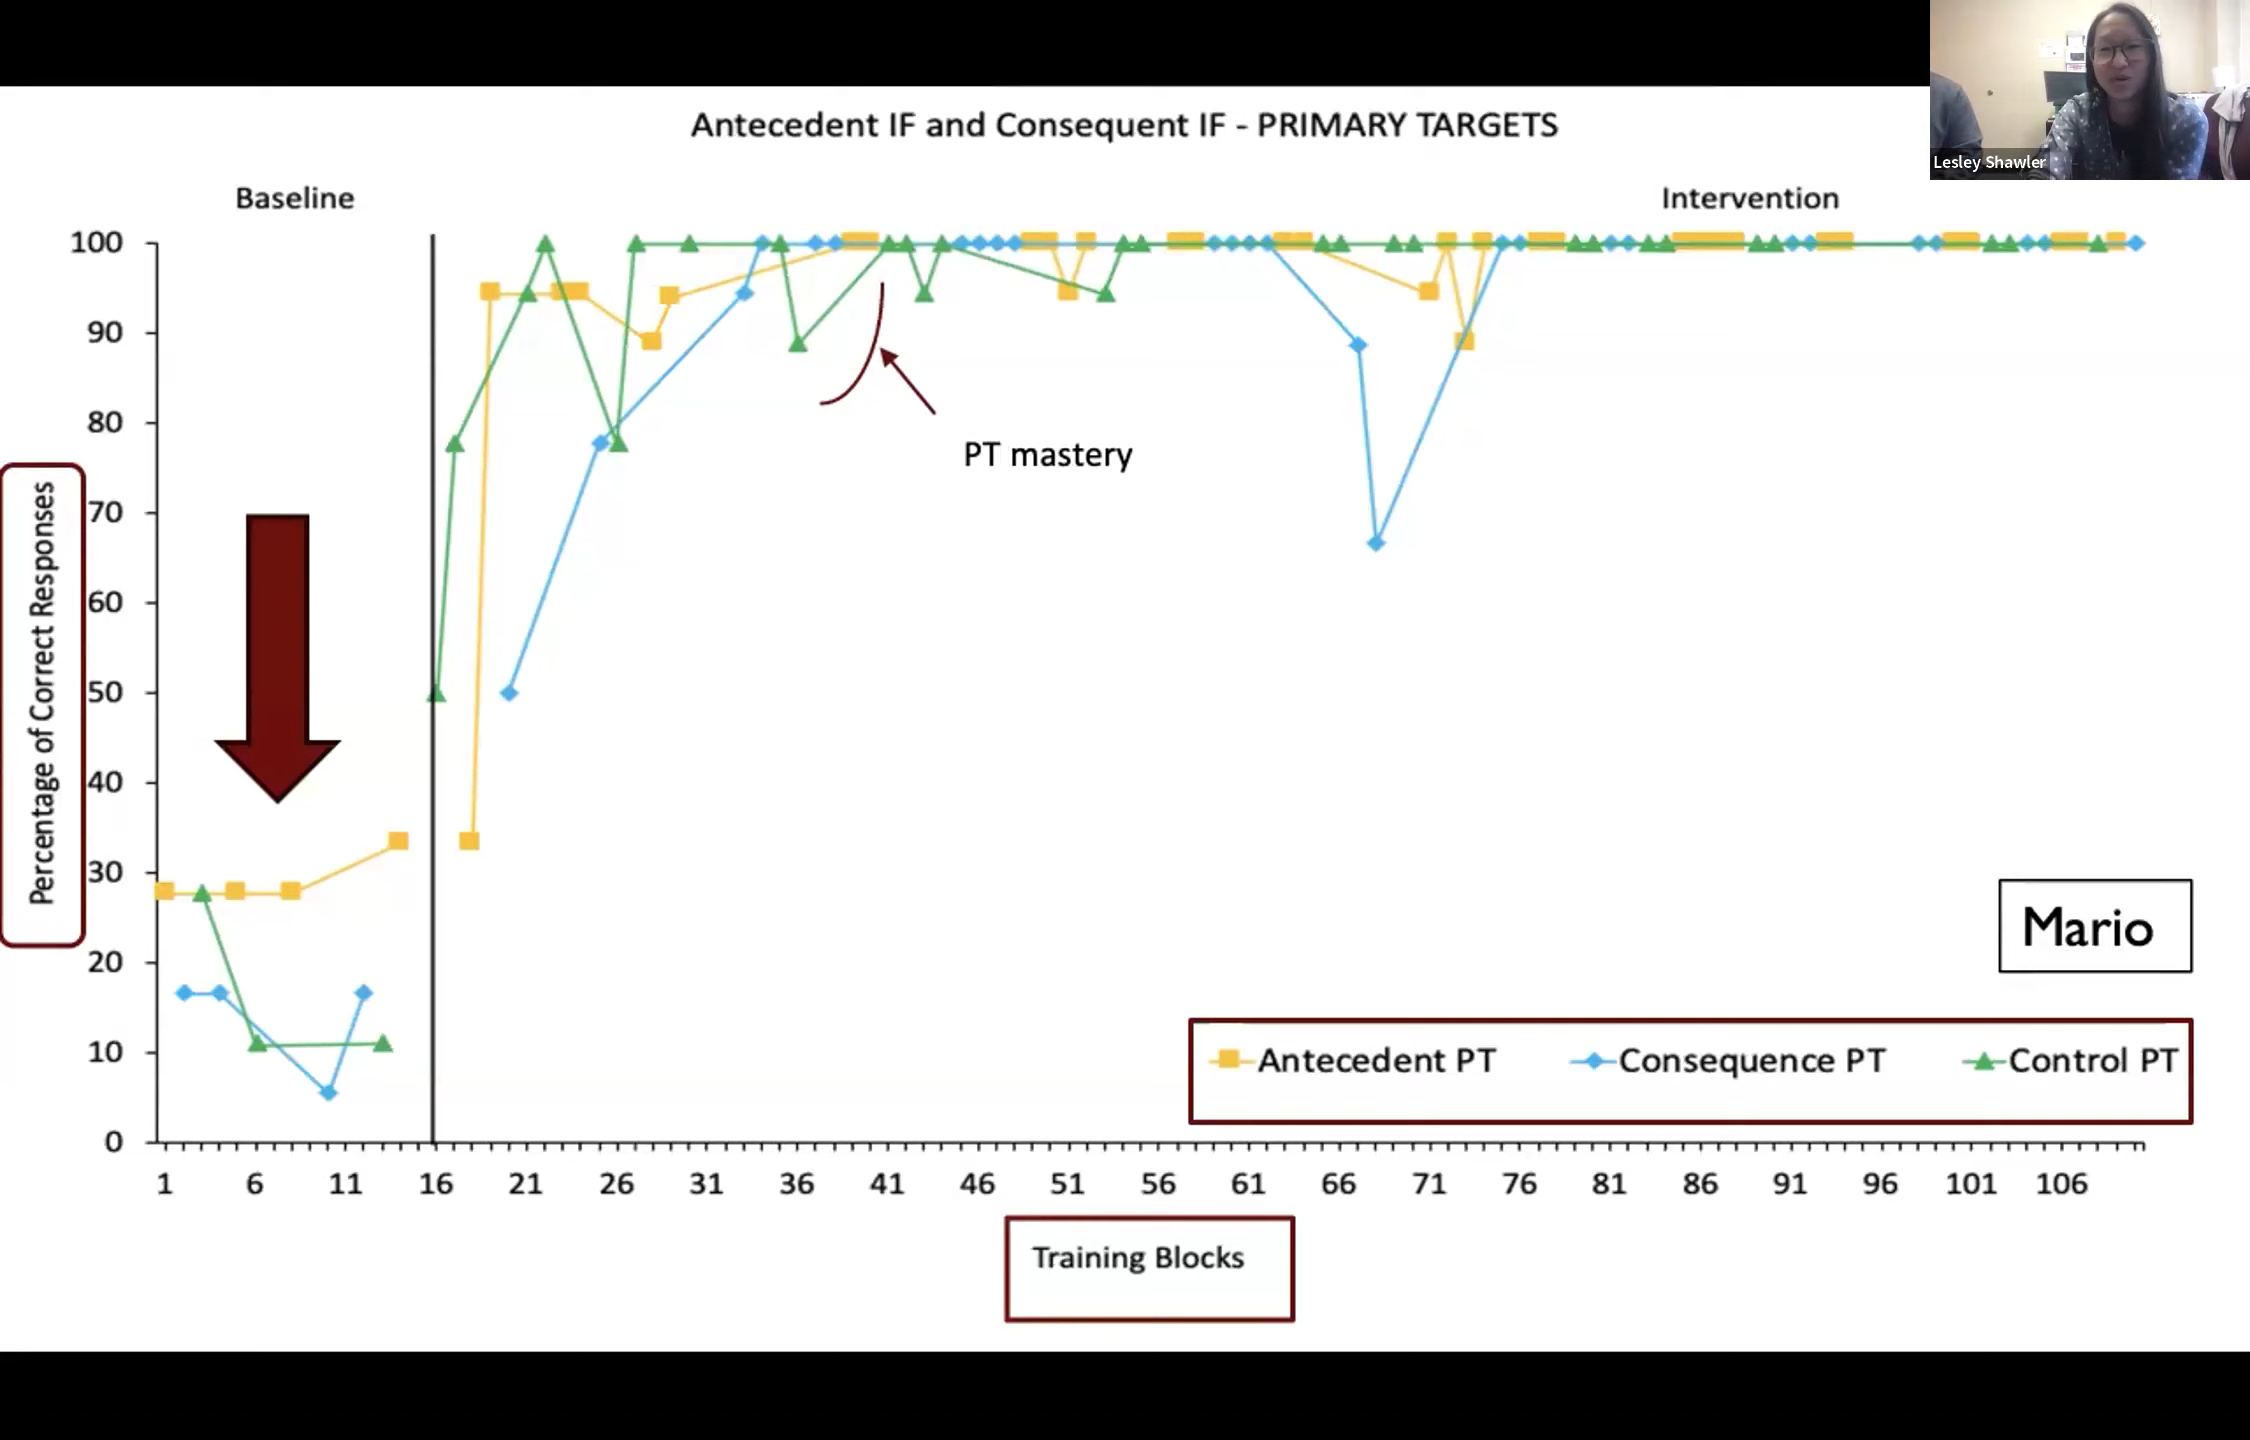 Lesley Shawler
Antecedent IF and Consequent IF - PRIMARY TARGETS
Baseline
Intervention
100
90
80
70
60
50
40
30
20
10
0
Percentage of Correct Responses
PT mastery
Mario
Antecedent PT Consequence PT Control PT
1 6 11 16 21 26 31 36 41 46 51 56 61 66 71 76 81 86 91 96 101 106
Training Blocks